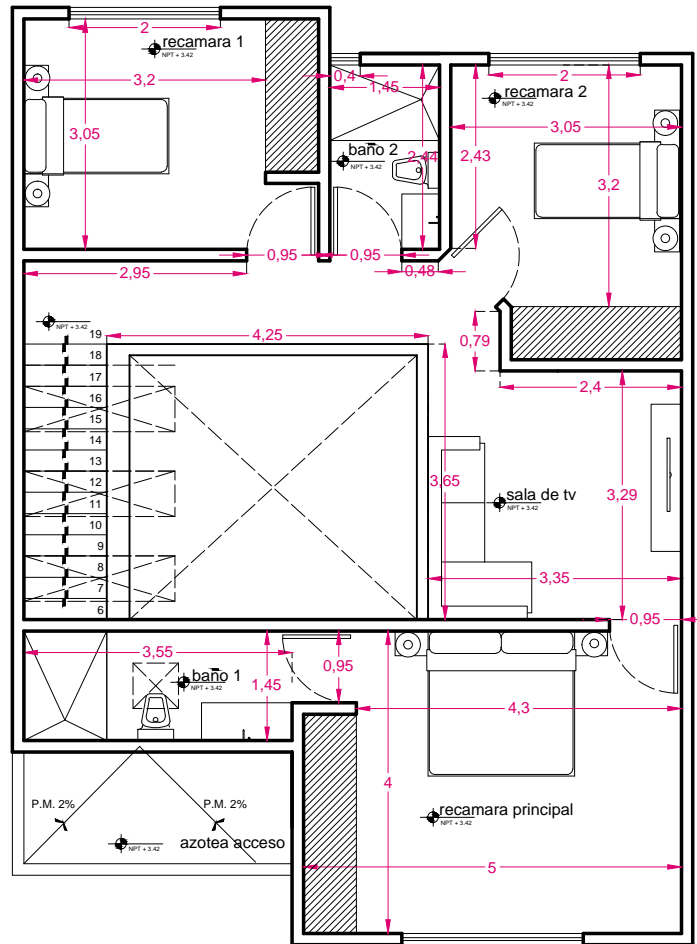 2
recamara 1
NPT + 3.42
3,2
3,05
0,4
1,45
baño 2
NPT + 3.42
2,44
2
recamara 2
NPT + 3.42
3,05
2,43
3,2
2,95
0,95
0,95
0,48
NPT + 3.42
4,25
0,79
2,4
19
18
17
16
15
14
13
12
11
10
9
8
7
6
3,65
sala de tv
NPT + 3.42
3,29
3,35
0,95
3,55
baño 1
NPT + 3.42
1,45
0,95
4,3
4
P.M. 2%
P.M. 2%
azotea acceso
NPT + 3.42
recamara principal
NPT + 3.42
5